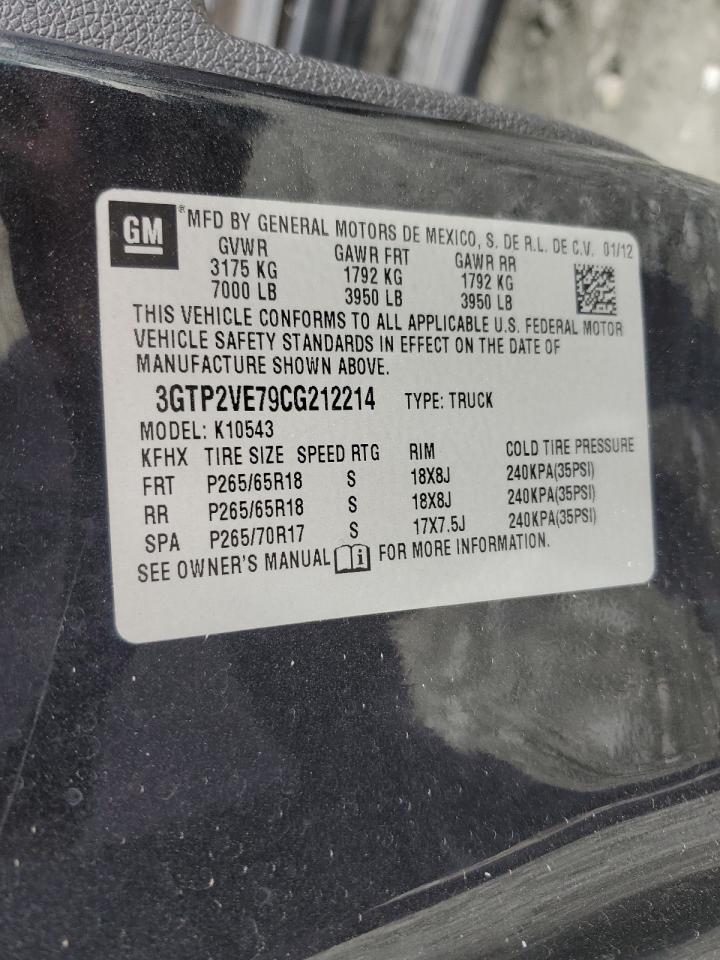 GM ® MFD BY GENERAL MOTORS DE MEXICO, S. DE R.L. DE C.V. 01/12
GVWR GAWR FRT GAWR RR
3175 KG 1792 KG 1792 KG
7000 LB 3950 LB 3950 LB
THIS VEHICLE CONFORMS TO ALL APPLICABLE U.S. FEDERAL MOTOR
VEHICLE SAFETY STANDARDS IN EFFECT ON THE DATE OF
MANUFACTURE SHOWN ABOVE.
3GTP2VE79CG212214 TYPE: TRUCK
MODEL: K10543
KFHX TIRE SIZE SPEED RTG RIM COLD TIRE PRESSURE
FRT P265/65R18 S 18X8J 240KPA(35PSI)
RR P265/65R18 S 18X8J 240KPA(35PSI)
SPA P265/70R17 S 17X7.5J 240KPA(35PSI)
SEE OWNER'S MANUAL i FOR MORE INFORMATION.